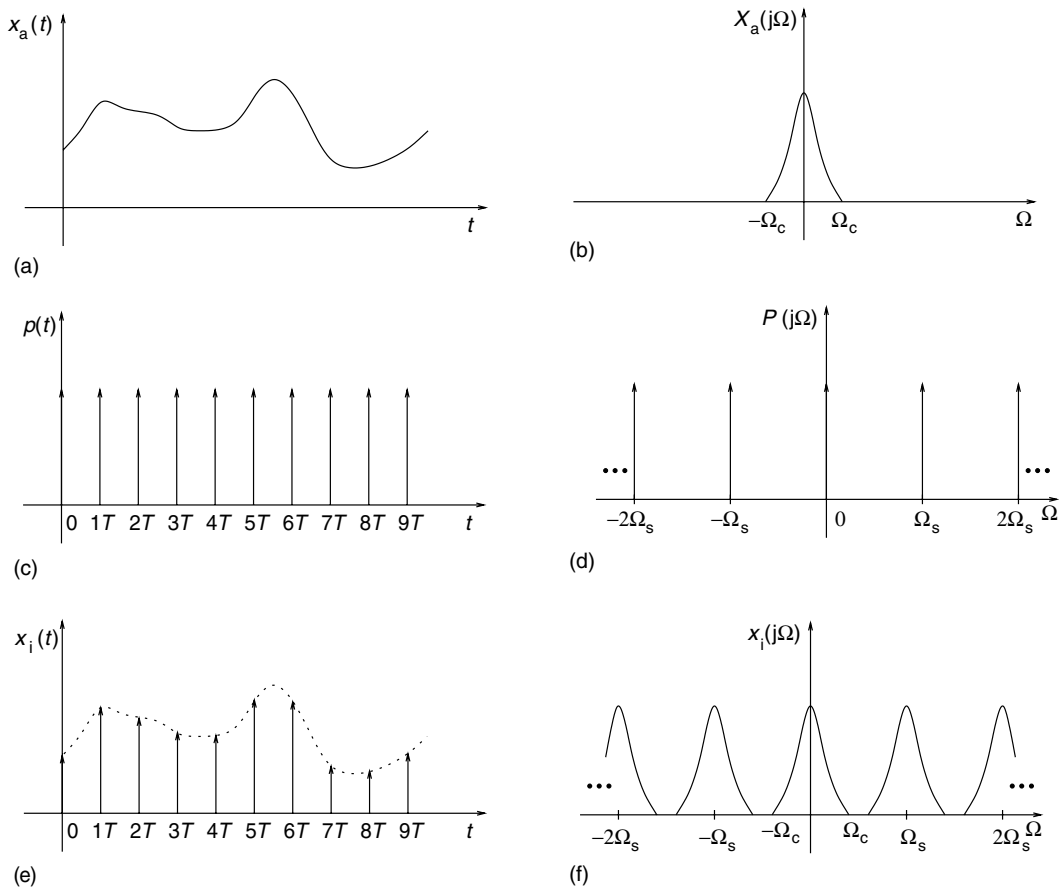 x_a(t)
t
(a)
X_a(jΩ)
−Ω_c Ω_c Ω
(b)
p(t)
0 1T 2T 3T 4T 5T 6T 7T 8T 9T t
(c)
P(jΩ)
••• •••
−2Ω_s −Ω_s 0 Ω_s 2Ω_s Ω
(d)
x_i(t)
0 1T 2T 3T 4T 5T 6T 7T 8T 9T t
(e)
x_i(jΩ)
••• •••
−2Ω_s −Ω_s −Ω_c Ω_c Ω_s 2Ω_s Ω
(f)